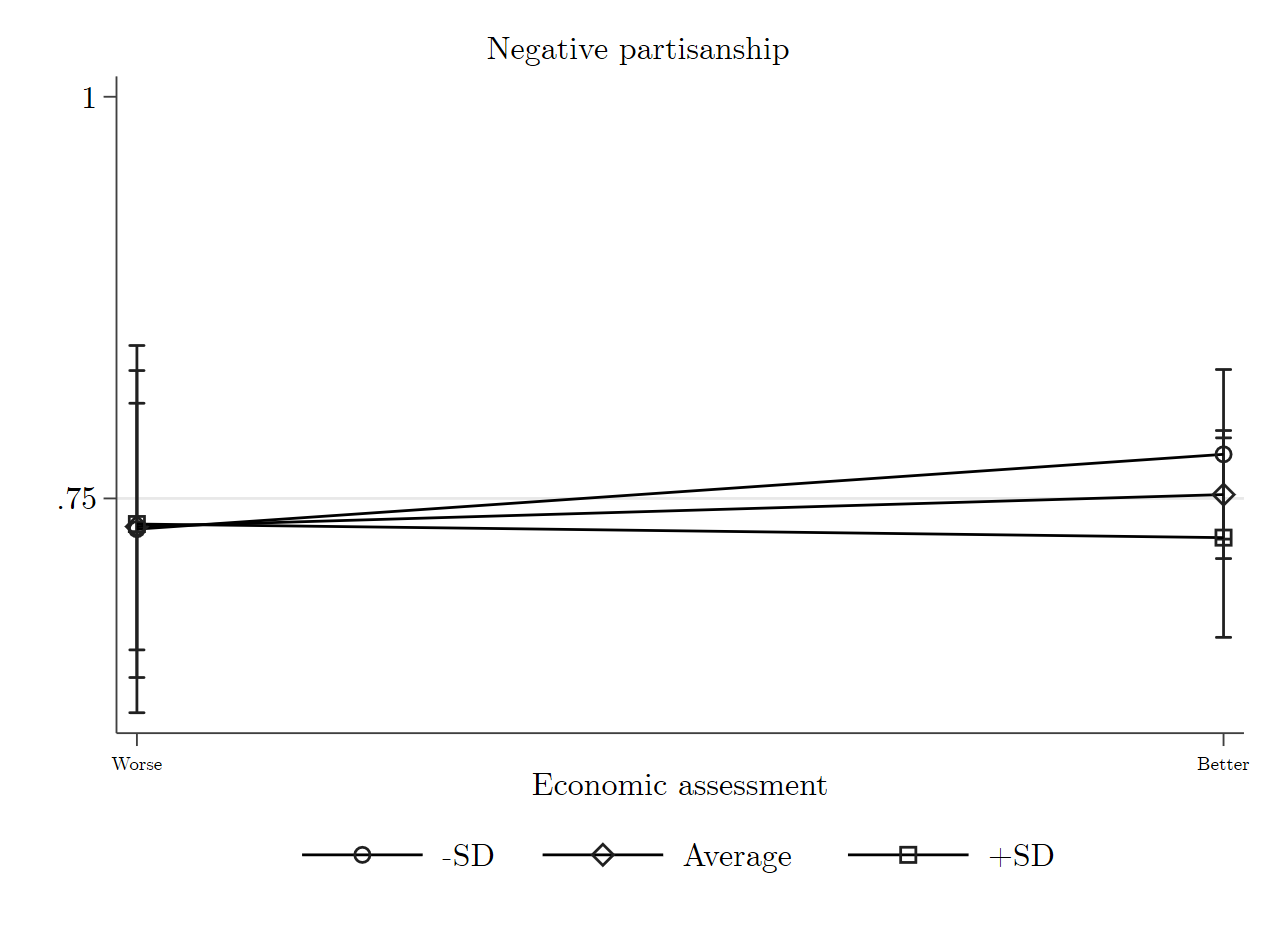 Negative partisanship
1
.75
Worse
Better
Economic assessment
-SD
Average
+SD